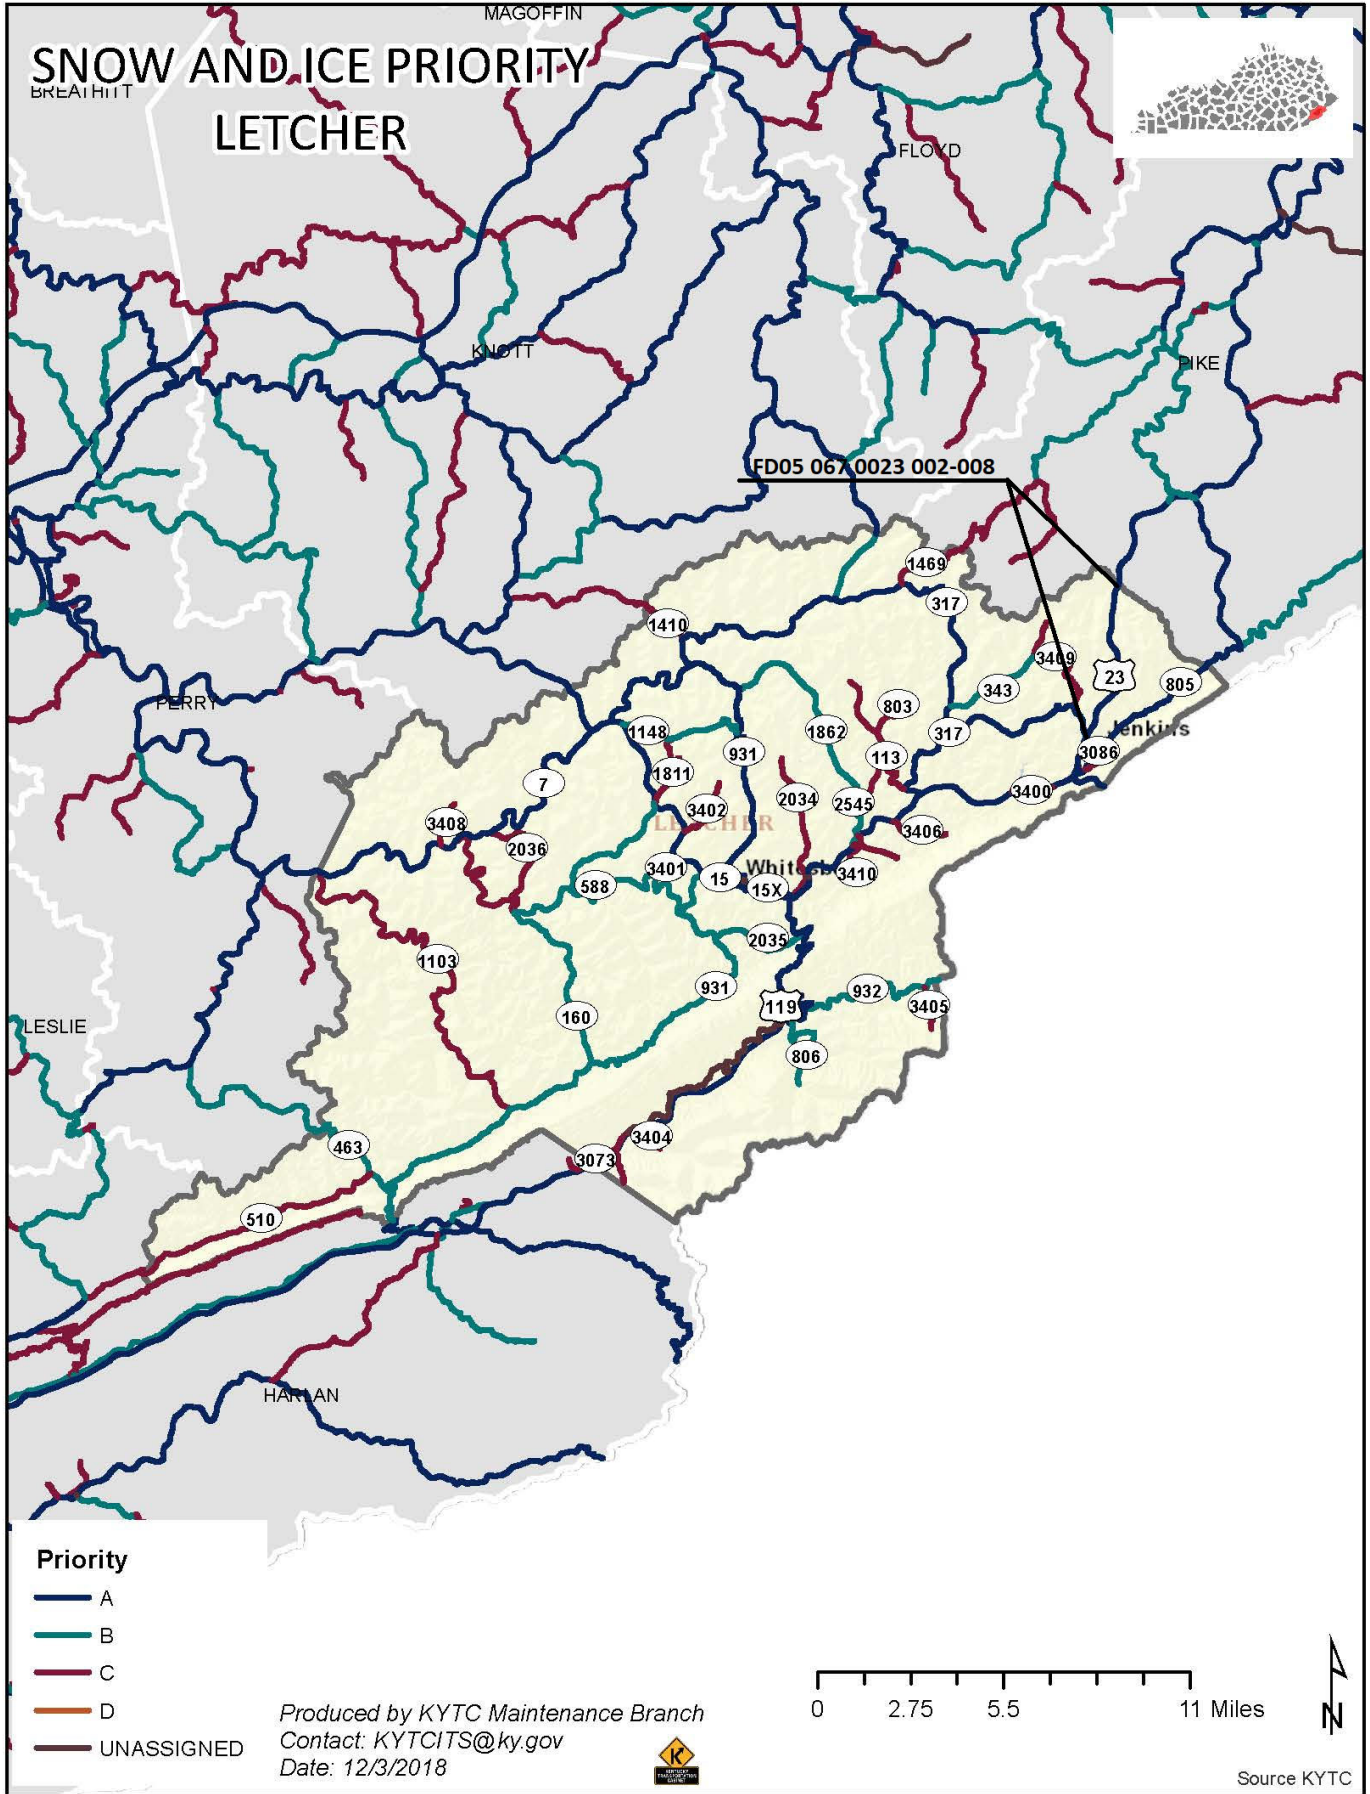 MAGOFFIN
SNOW AND ICE PRIORITY
BREATHITT
LETCHER
FLOYD
KNOTT
PIKE
FD05 067 0023 002-008
1469
317
1410
3409
23
805
343
803
PERRY
1148
931
1862
317
Jenkins
113
3086
1811
7
3400
3402
2034
2545
3408
LETCHER
3406
2036
3401
15
Whitesb
3410
588
15X
2035
1103
931
932
119
3405
160
LESLIE
806
3404
463
3073
510
HARLAN
Priority
A
B
C
D
UNASSIGNED
Produced by KYTC Maintenance Branch
Contact: KYTCITS@ky.gov
Date: 12/3/2018
KENTUCKY
TRANSPORTATION
CABINET
0 2.75 5.5 11 Miles
N
Source KYTC